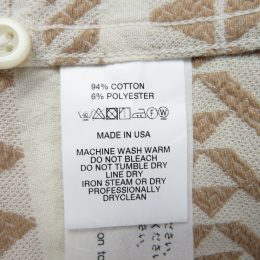 94% COTTON
6% POLYESTER
MADE IN USA
MACHINE WASH WARM
DO NOT BLEACH
DO NOT TUMBLE DRY
LINE DRY
IRON STEAM OR DRY
PROFESSIONALLY
DRYCLEAN